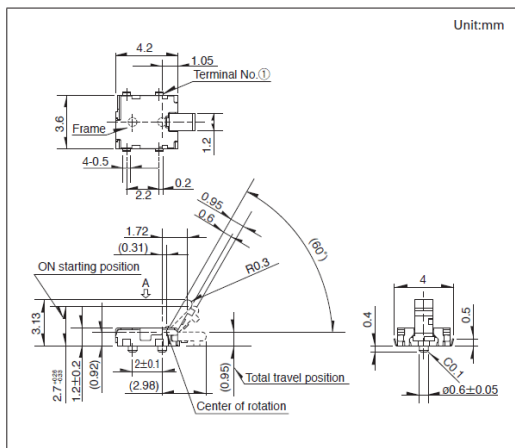 Unit:mm
4.2
1.05
Terminal No.①
3.6
Frame
1.2
4-0.5
0.2
2.2
0.95
0.6
1.72
(0.31)
(60˚)
R0.3
ON starting position
A
4
3.13
0.4
0.5
2.7
1.2±0.2
(0.92)
2±0.1
(2.98)
(0.95)
Total travel position
C0.1
ø0.6±0.05
Center of rotation